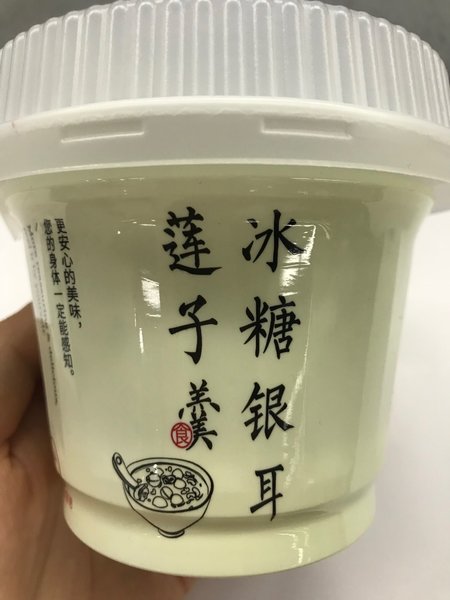 冰糖银耳
莲子羹
食
更安心的美味，
您的身体一定能感知。